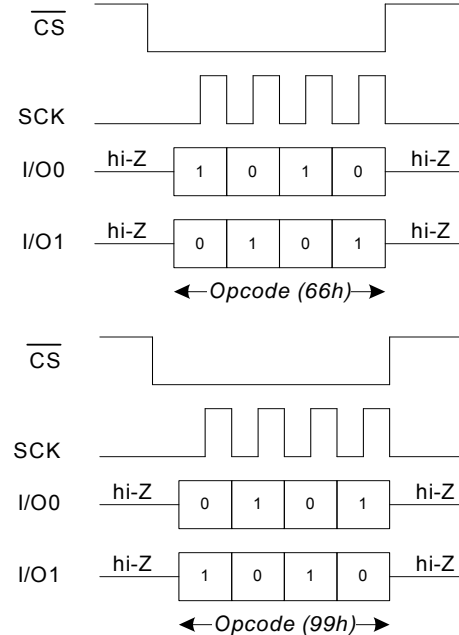 CS
SCK
hi-Z hi-Z
I/O0 1 0 1 0
hi-Z hi-Z
I/O1 0 1 0 1
Opcode (66h)
CS
SCK
hi-Z hi-Z
I/O0 0 1 0 1
hi-Z hi-Z
I/O1 1 0 1 0
Opcode (99h)